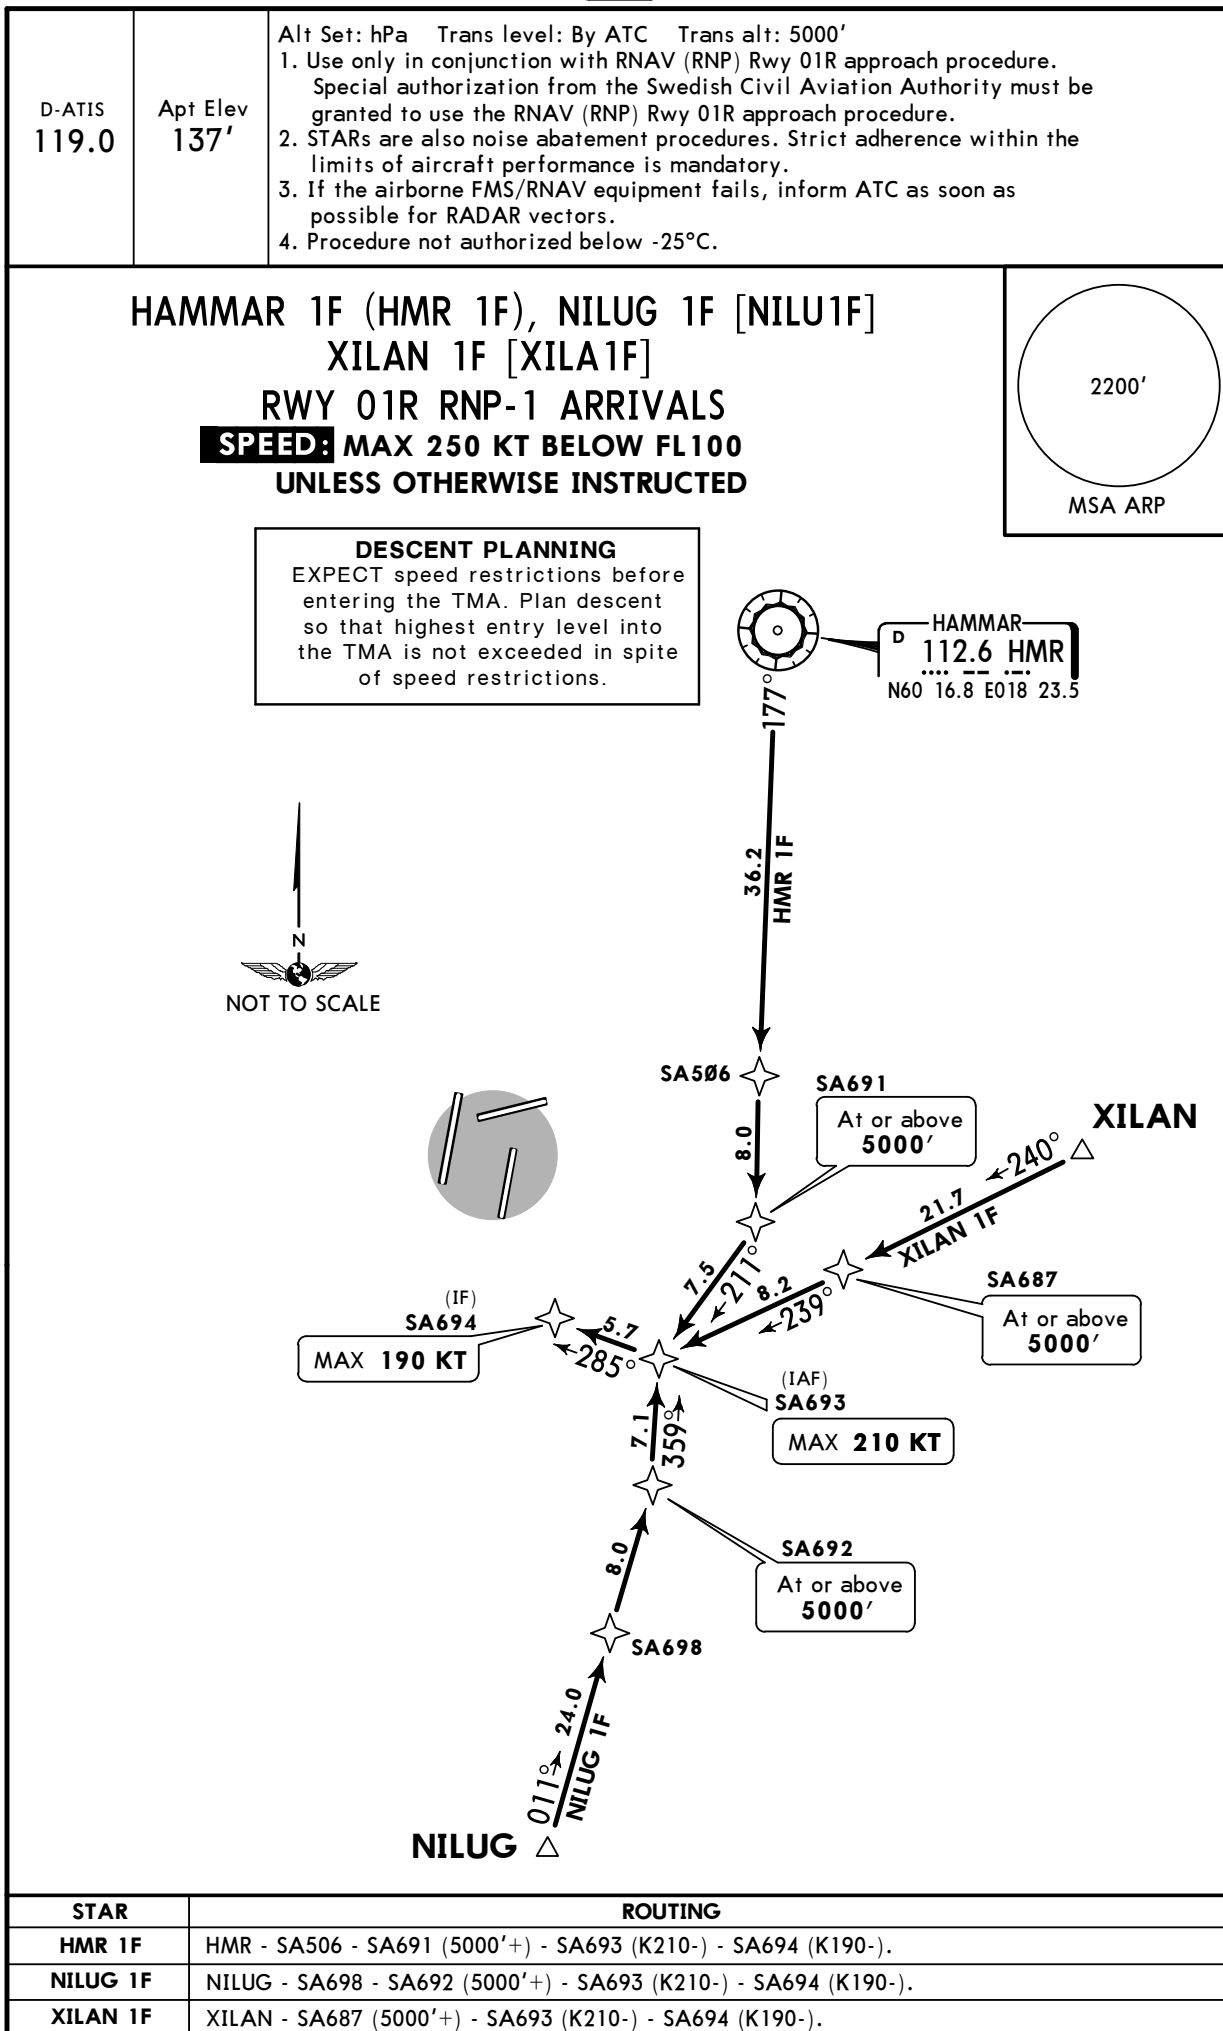 D-ATIS
119.0
Apt Elev
137'
Alt Set: hPa Trans level: By ATC Trans alt: 5000'
1. Use only in conjunction with RNAV (RNP) Rwy 01R approach procedure.
Special authorization from the Swedish Civil Aviation Authority must be
granted to use the RNAV (RNP) Rwy 01R approach procedure.
2. STARs are also noise abatement procedures. Strict adherence within the
limits of aircraft performance is mandatory.
3. If the airborne FMS/RNAV equipment fails, inform ATC as soon as
possible for RADAR vectors.
4. Procedure not authorized below -25°C.
HAMMAR 1F (HMR 1F), NILUG 1F [NILU1F]
XILAN 1F [XILA1F]
RWY 01R RNP-1 ARRIVALS
SPEED: MAX 250 KT BELOW FL100
UNLESS OTHERWISE INSTRUCTED
2200'
MSA ARP
DESCENT PLANNING
EXPECT speed restrictions before
entering the TMA. Plan descent
so that highest entry level into
the TMA is not exceeded in spite
of speed restrictions.
HAMMAR
D 112.6 HMR
N60 16.8 E018 23.5
177°
36.2
HMR 1F
N
NOT TO SCALE
SA5Ø6
8.0
SA691
At or above
5000'
XILAN
240°
21.7
XILAN 1F
7.5
211°
8.2
239°
SA687
At or above
5000'
(IF)
SA694
MAX 190 KT
5.7
285°
(IAF)
SA693
MAX 210 KT
7.1
359°
SA692
At or above
5000'
8.0
SA698
24.0
011°
NILUG 1F
NILUG
STAR ROUTING
HMR 1F HMR - SA506 - SA691 (5000'+) - SA693 (K210-) - SA694 (K190-).
NILUG 1F NILUG - SA698 - SA692 (5000'+) - SA693 (K210-) - SA694 (K190-).
XILAN 1F XILAN - SA687 (5000'+) - SA693 (K210-) - SA694 (K190-).